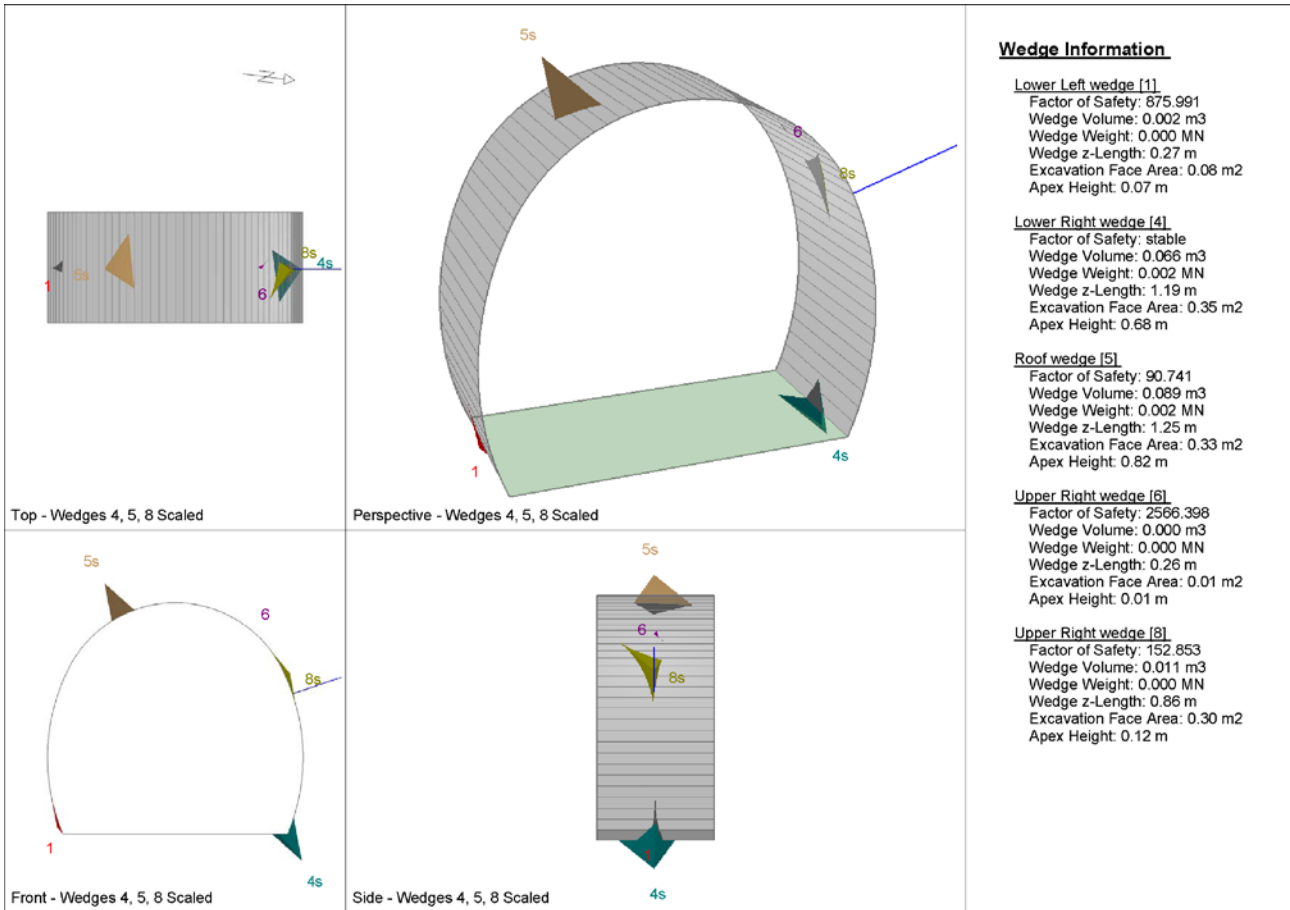 N
5s
1
6
8s
4s
Top - Wedges 4, 5, 8 Scaled
5s
6
8s
1
4s
Perspective - Wedges 4, 5, 8 Scaled
5s
6
8s
1
4s
Front - Wedges 4, 5, 8 Scaled
5s
6
8s
1
4s
Side - Wedges 4, 5, 8 Scaled
Wedge Information
Lower Left wedge [1]
Factor of Safety: 875.991
Wedge Volume: 0.002 m3
Wedge Weight: 0.000 MN
Wedge z-Length: 0.27 m
Excavation Face Area: 0.08 m2
Apex Height: 0.07 m
Lower Right wedge [4]
Factor of Safety: stable
Wedge Volume: 0.066 m3
Wedge Weight: 0.002 MN
Wedge z-Length: 1.19 m
Excavation Face Area: 0.35 m2
Apex Height: 0.68 m
Roof wedge [5]
Factor of Safety: 90.741
Wedge Volume: 0.089 m3
Wedge Weight: 0.002 MN
Wedge z-Length: 1.25 m
Excavation Face Area: 0.33 m2
Apex Height: 0.82 m
Upper Right wedge [6]
Factor of Safety: 2566.398
Wedge Volume: 0.000 m3
Wedge Weight: 0.000 MN
Wedge z-Length: 0.26 m
Excavation Face Area: 0.01 m2
Apex Height: 0.01 m
Upper Right wedge [8]
Factor of Safety: 152.853
Wedge Volume: 0.011 m3
Wedge Weight: 0.000 MN
Wedge z-Length: 0.86 m
Excavation Face Area: 0.30 m2
Apex Height: 0.12 m